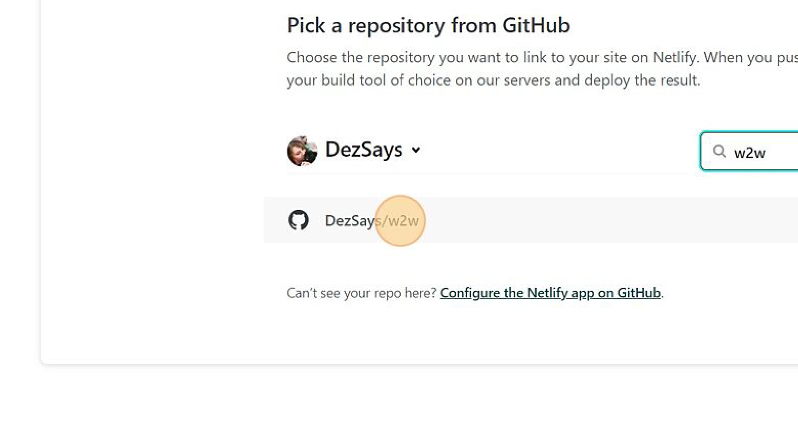 Pick a repository from GitHub
Choose the repository you want to link to your site on Netlify. When you pus
your build tool of choice on our servers and deploy the result.
DezSays
w2w
DezSays/w2w
Can't see your repo here? Configure the Netlify app on GitHub.